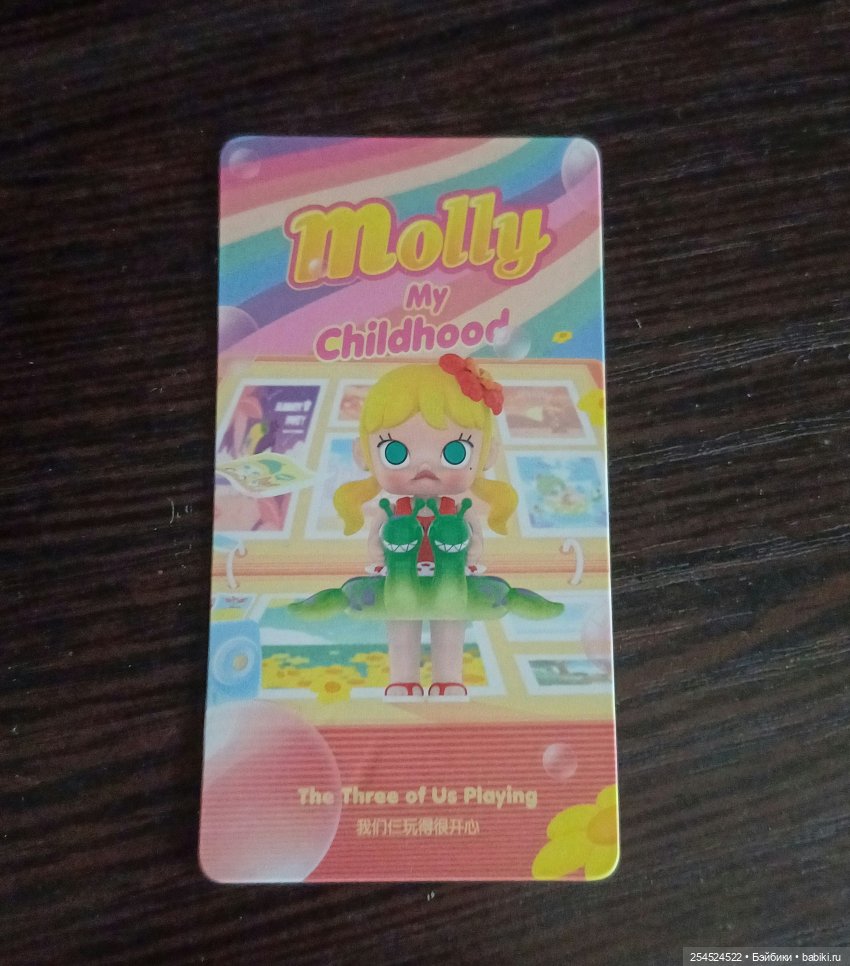 Molly
My
Childhood
The Three of Us Playing
我们仨玩得很开心
254524522 • Бэйбики • babiki.ru